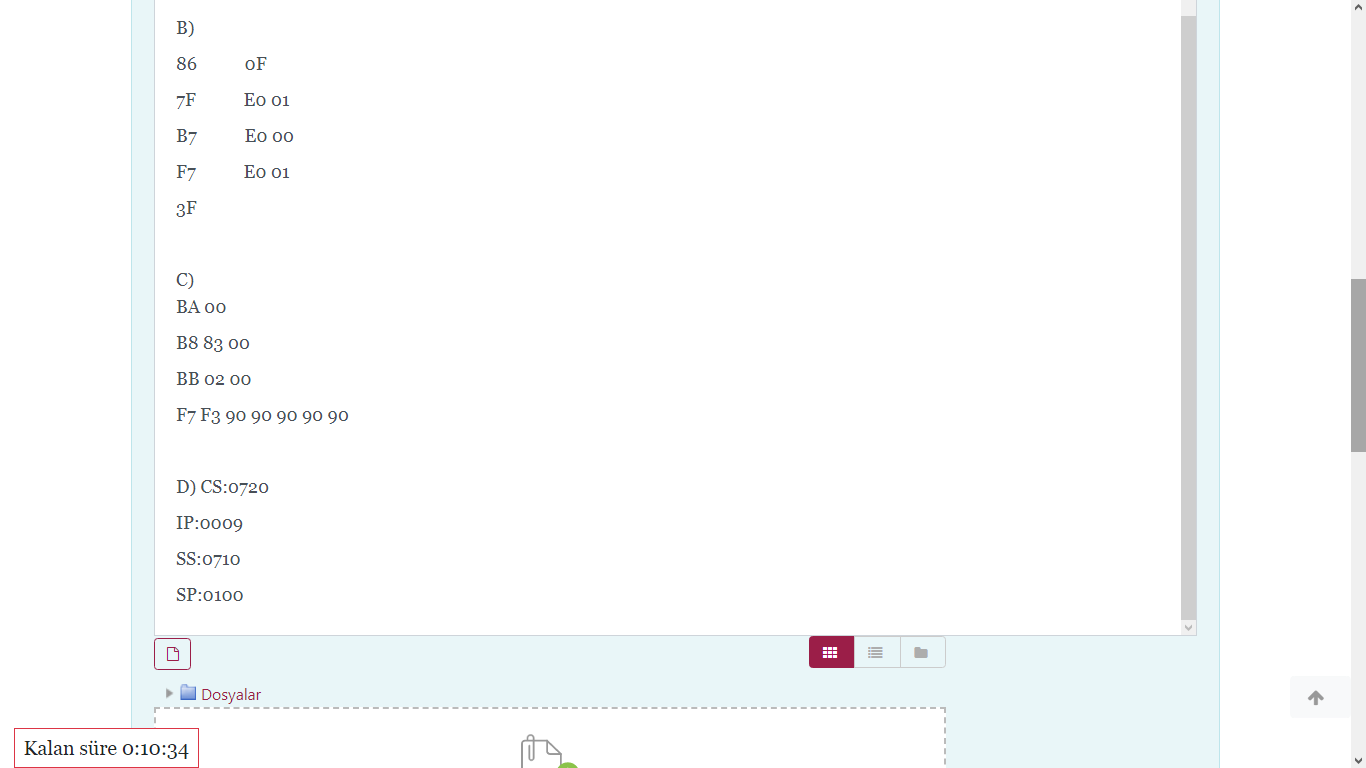 B)
86 0F
7F E0 01
B7 E0 00
F7 E0 01
3F
C)
BA 00
B8 83 00
BB 02 00
F7 F3 90 90 90 90 90
D) CS:0720
IP:0009
SS:0710
SP:0100
Dosyalar
Kalan süre 0:10:34